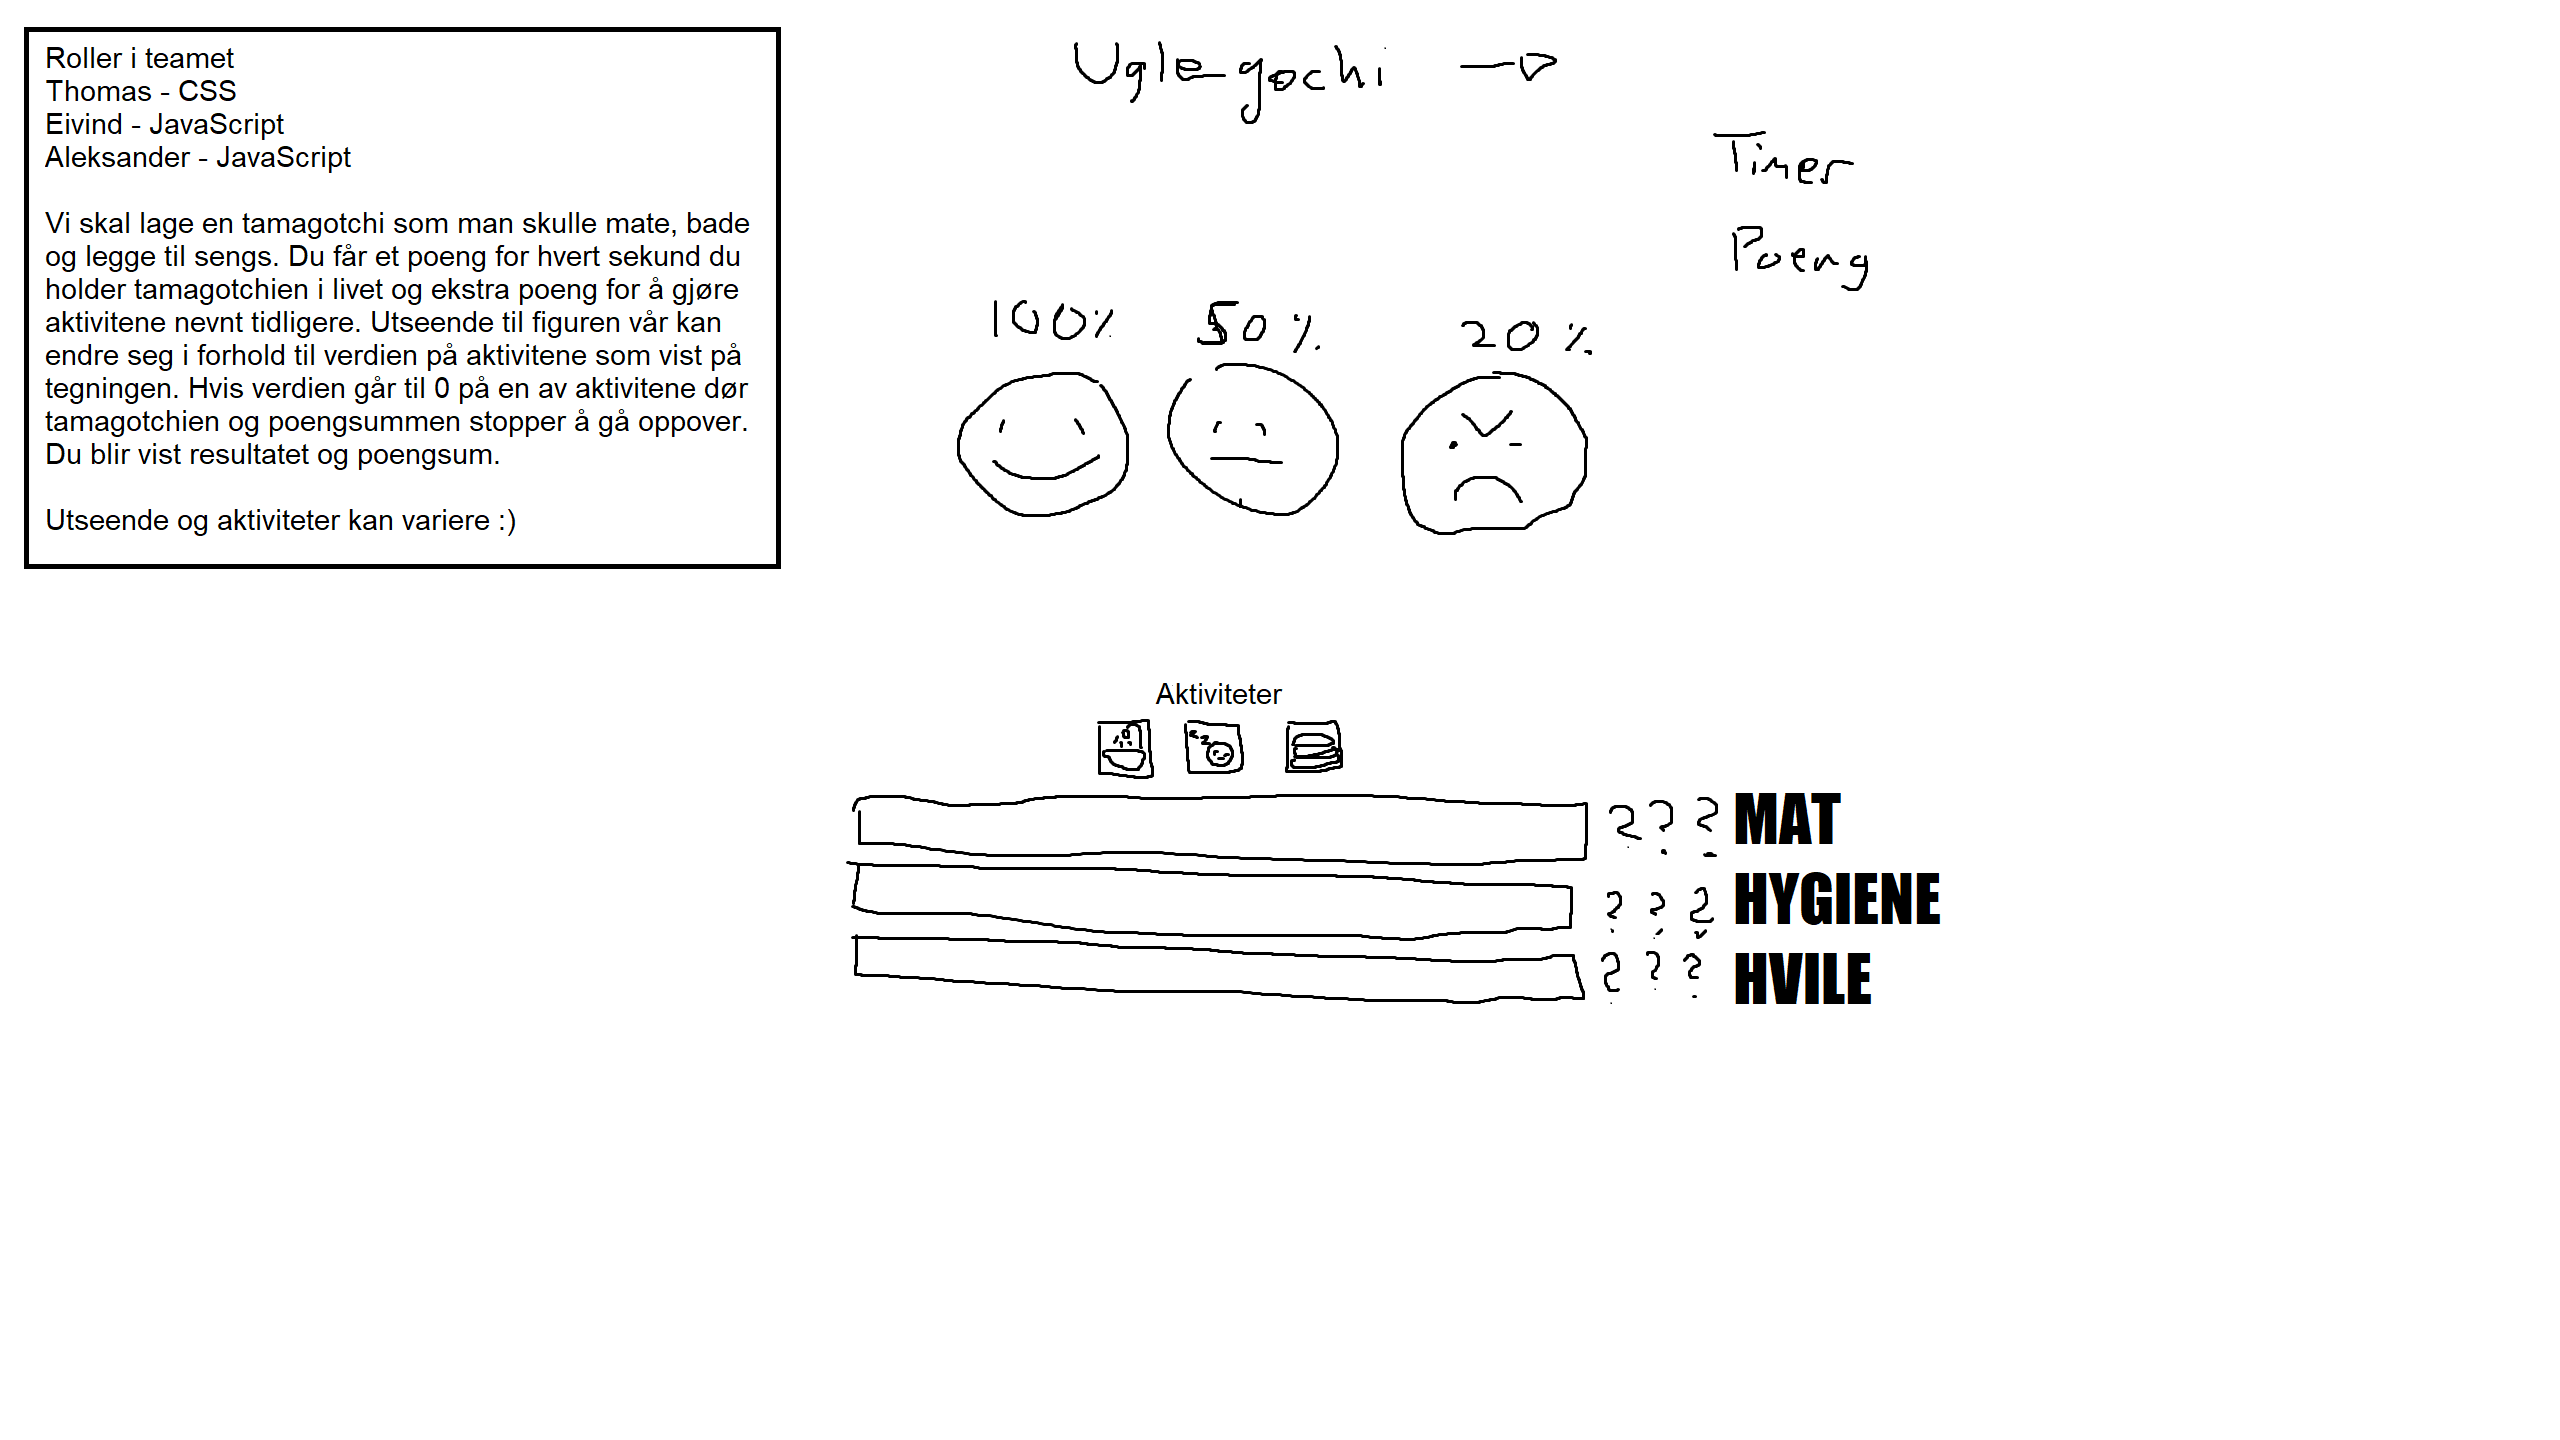 Roller i teamet
Thomas - CSS
Eivind - JavaScript
Aleksander - JavaScript
Vi skal lage en tamagotchi som man skulle mate, bade
og legge til sengs. Du får et poeng for hvert sekund du
holder tamagotchien i livet og ekstra poeng for å gjøre
aktivitene nevnt tidligere. Utseende til figuren vår kan
endre seg i forhold til verdien på aktivitene som vist på
tegningen. Hvis verdien går til 0 på en av aktivitene dør
tamagotchien og poengsummen stopper å gå oppover.
Du blir vist resultatet og poengsum.
Utseende og aktiviteter kan variere :)
Ugle-gochi
Timer
Poeng
100% 50% 20%
Aktiviteter
zz
??? MAT
??? HYGIENE
??? HVILE